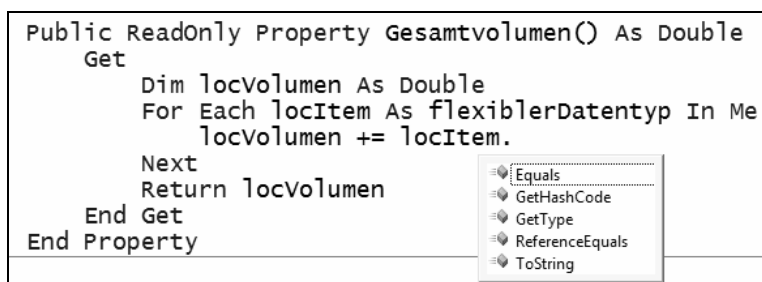 Public ReadOnly Property Gesamtvolumen() As Double
Get
Dim locVolumen As Double
For Each locItem As flexiblerDatentyp In Me
locVolumen += locItem.
Next
Return locVolumen
End Get
End Property
Equals
GetHashCode
GetType
ReferenceEquals
ToString